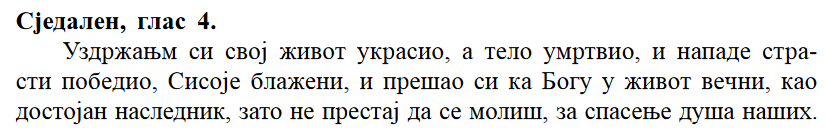 Сједален, глас 4.
Уздржањм си свој живот украсио, а тело умртвио, и нападе стра-
сти победио, Сисоје блажени, и прешао си ка Богу у живот вечни, као
достојан наследник, зато не престај да се молиш, за спасење душа наших.